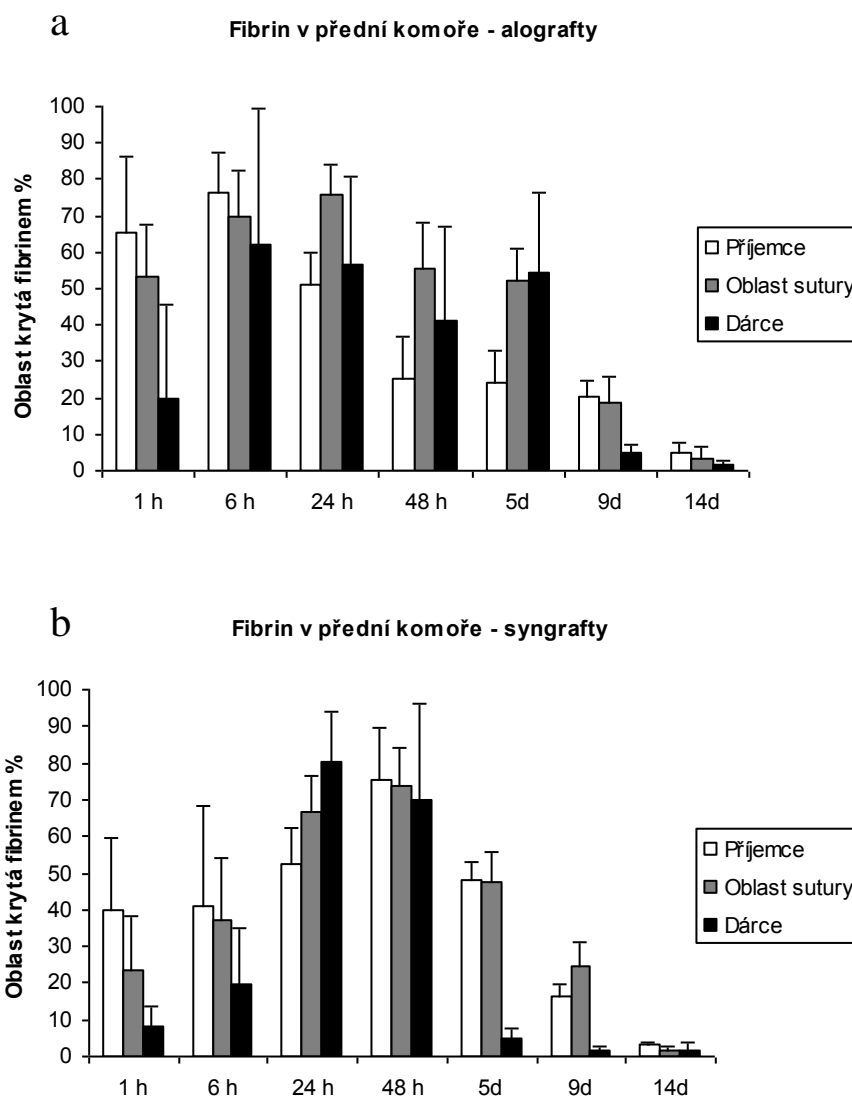 a
Fibrin v přední komoře - alografty
Oblast krytá fibrinem %
100
90
80
70
60
50
40
30
20
10
0
1 h 6 h 24 h 48 h 5d 9d 14d
Příjemce
Oblast sutury
Dárce
b
Fibrin v přední komoře - syngrafty
Oblast krytá fibrinem %
100
90
80
70
60
50
40
30
20
10
0
1 h 6 h 24 h 48 h 5d 9d 14d
Příjemce
Oblast sutury
Dárce